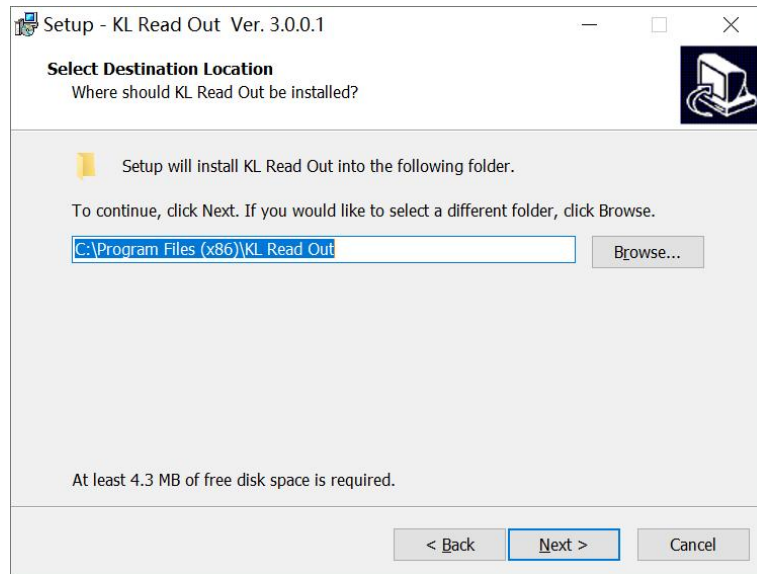 Setup - KL Read Out Ver. 3.0.0.1
Select Destination Location
Where should KL Read Out be installed?
Setup will install KL Read Out into the following folder.
To continue, click Next. If you would like to select a different folder, click Browse.
C:\Program Files (x86)\KL Read Out
Browse...
At least 4.3 MB of free disk space is required.
< Back
Next >
Cancel